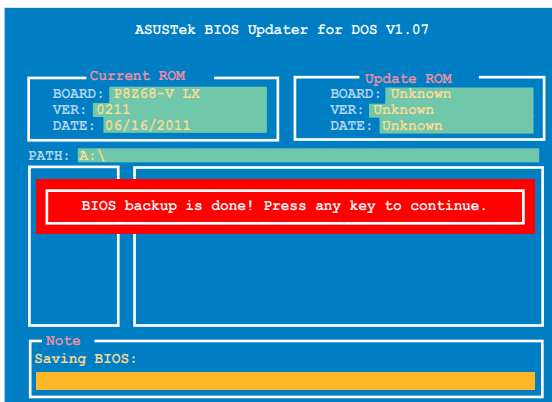 ASUSTek BIOS Updater for DOS V1.07
Current ROM
BOARD: P8Z68-V LX
VER: 0211
DATE: 06/16/2011
Update ROM
BOARD: Unknown
VER: Unknown
DATE: Unknown
PATH: A:\
BIOS backup is done! Press any key to continue.
Note
Saving BIOS: